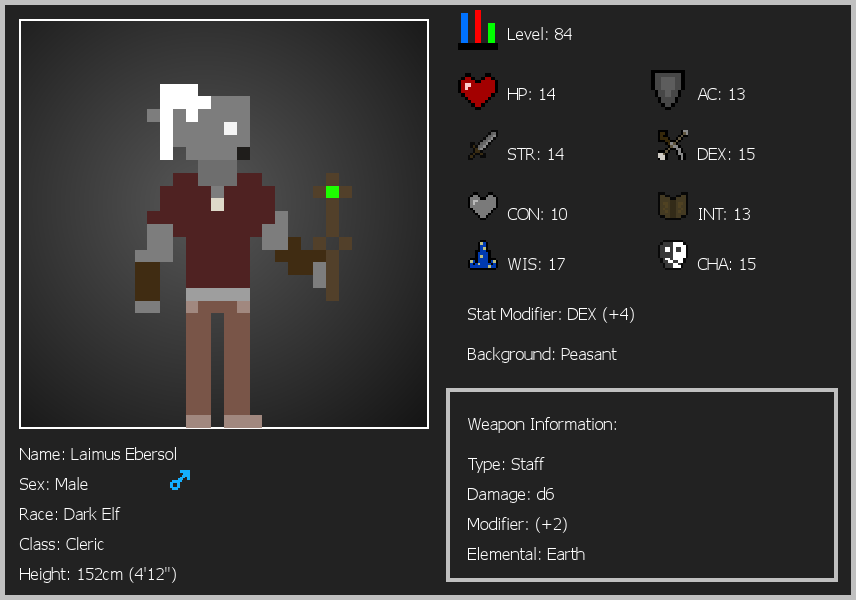 Level: 84
HP: 14
AC: 13
STR: 14
DEX: 15
CON: 10
INT: 13
WIS: 17
CHA: 15
Stat Modifier: DEX (+4)
Background: Peasant
Weapon Information:
Type: Staff
Damage: d6
Modifier: (+2)
Elemental: Earth
Name: Laimus Ebersol
Sex: Male
Race: Dark Elf
Class: Cleric
Height: 152cm (4'12")